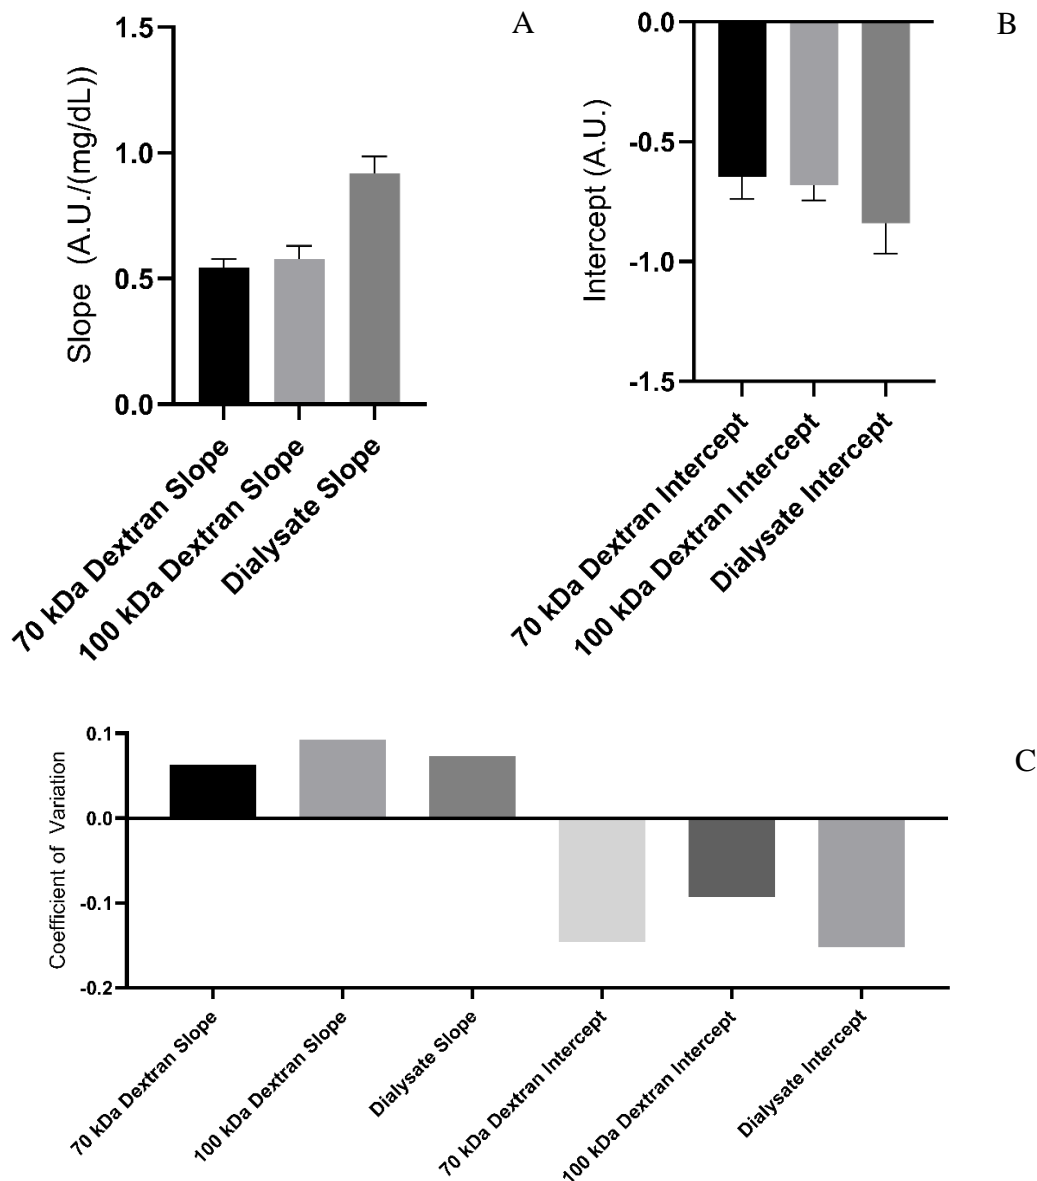 A
1.5
1.0
0.5
0.0
Slope (A.U./(mg/dL))
70 kDa Dextran Slope
100 kDa Dextran Slope
Dialysate Slope
B
0.0
-0.5
-1.0
-1.5
Intercept (A.U.)
70 kDa Dextran Intercept
100 kDa Dextran Intercept
Dialysate Intercept
C
0.1
0.0
-0.1
-0.2
Coefficient of Variation
70 kDa Dextran Slope
100 kDa Dextran Slope
Dialysate Slope
70 kDa Dextran Intercept
100 kDa Dextran Intercept
Dialysate Intercept